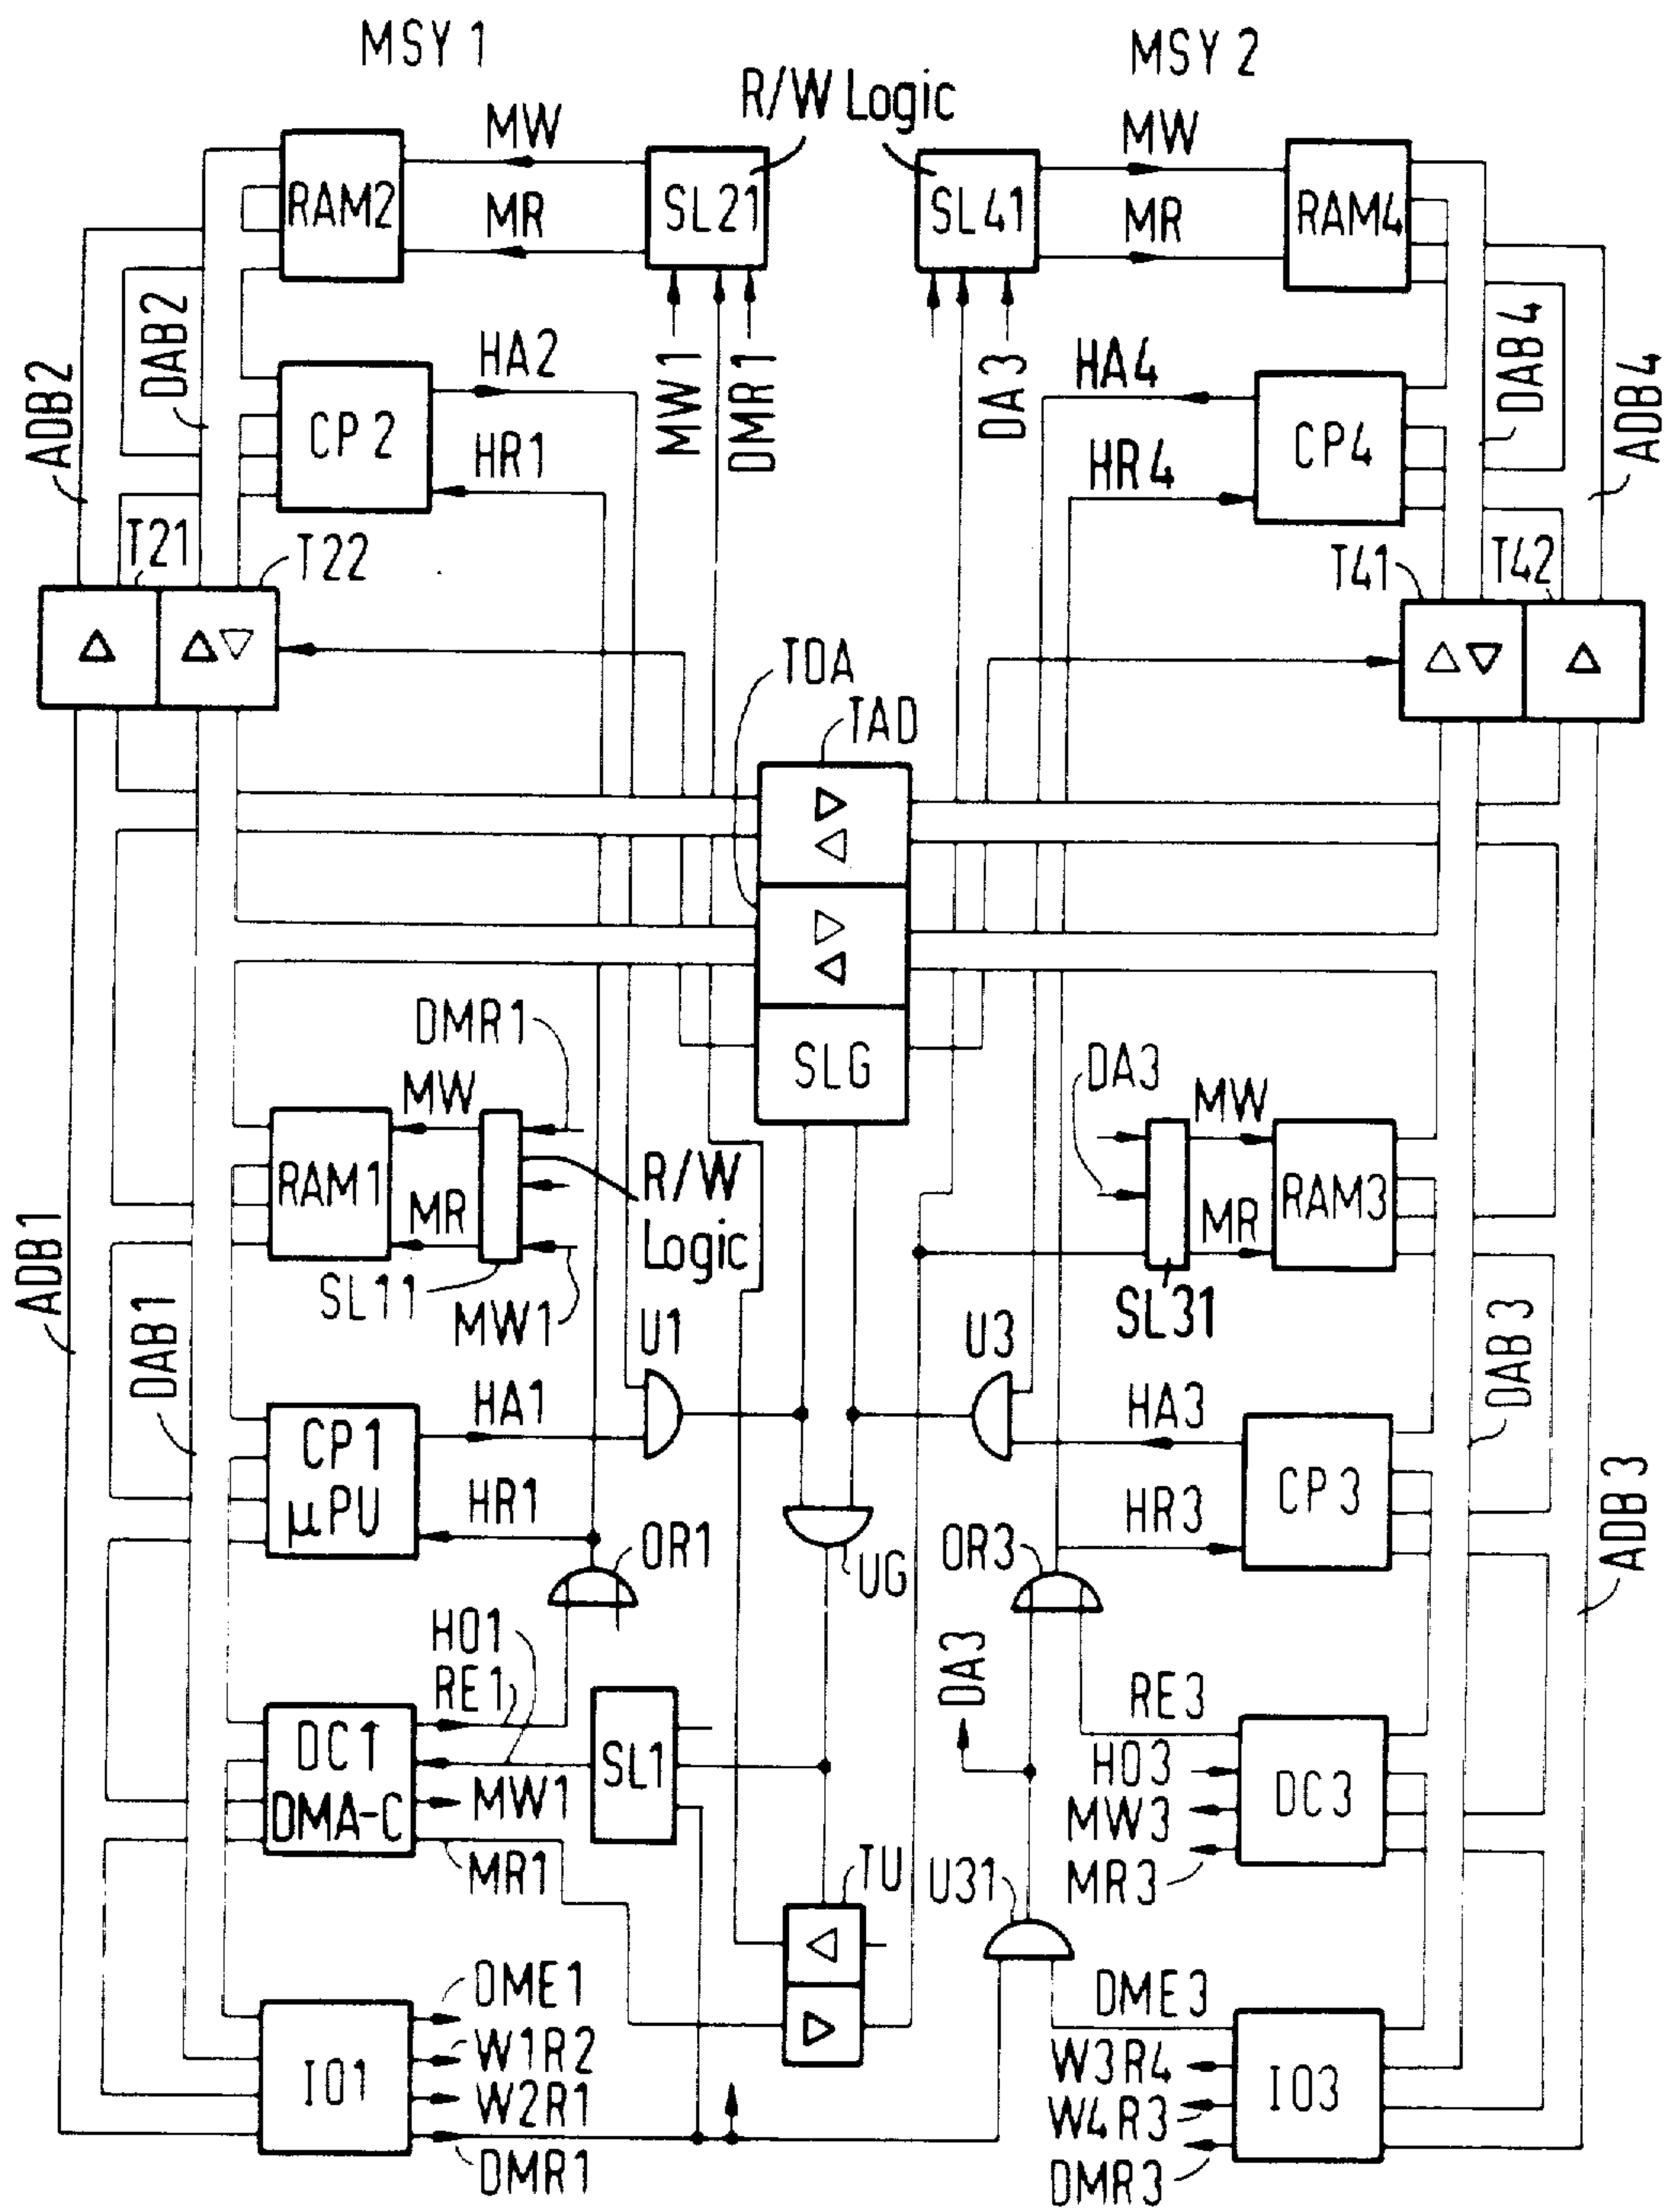 MSY 1
MSY 2
R/W Logic
MW
MW
RAM2
SL21
SL41
RAM4
MR
MR
DAB2
HA2
MW1
DMR1
DA3
HA4
DAB4
ADB2
ADB4
CP2
HR1
HR4
CP4
T21
T22
T41
T42
TDA
TAD
SLG
DMR1
DA3
MW
MW
RAM1
R/W
Logic
RAM3
MR
MR
ADB1
SL11
SL31
MW1
U1
U3
DAB1
DAB3
CP1
µPU
HA1
HA3
CP3
HR1
HR3
OR1
UG
OR3
ADB3
HO1
RE1
DA3
RE3
DC1
DMA-C
SL1
HO3
DC3
MW1
MW3
MR1
TU
U31
MR3
DME1
DME3
W1R2
W3R4
IO1
IO3
W2R1
W4R3
DMR1
DMR3